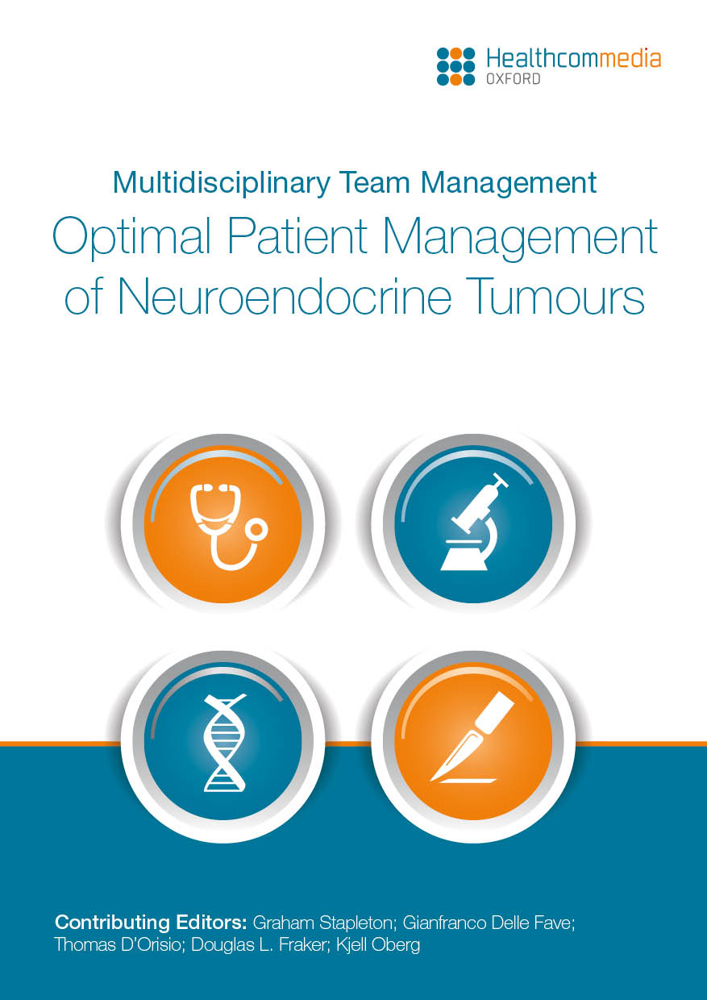 Healthcommedia
OXFORD
Multidisciplinary Team Management
Optimal Patient Management
of Neuroendocrine Tumours
Contributing Editors: Graham Stapleton; Gianfranco Delle Fave;
Thomas D'Orisio; Douglas L. Fraker; Kjell Oberg